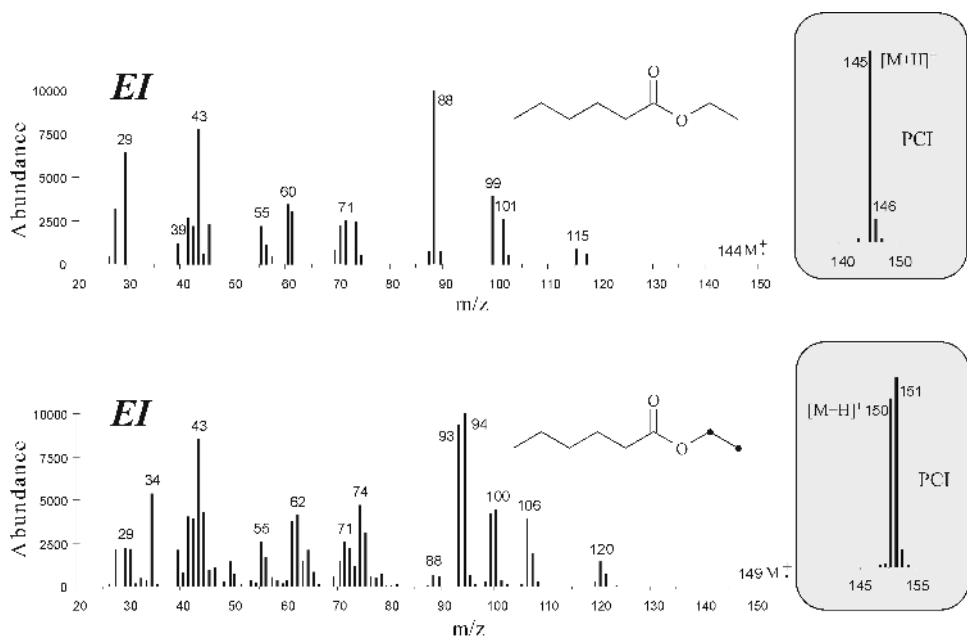 EI
Abundance
10000
7500
5000
2500
0
29
39
43
55
60
71
88
99
101
115
144 M+·
O
O
20 30 40 50 60 70 80 90 100 110 120 130 140 150
m/z
145 [M+H]+
PCI
146
140 150
EI
Abundance
10000
7500
5000
2500
0
29
34
43
55
62
71
74
88
93
94
100
106
120
149 M+·
O
O
20 30 40 50 60 70 80 90 100 110 120 130 140 150
m/z
151
[M+H]+ 150
PCI
145 155